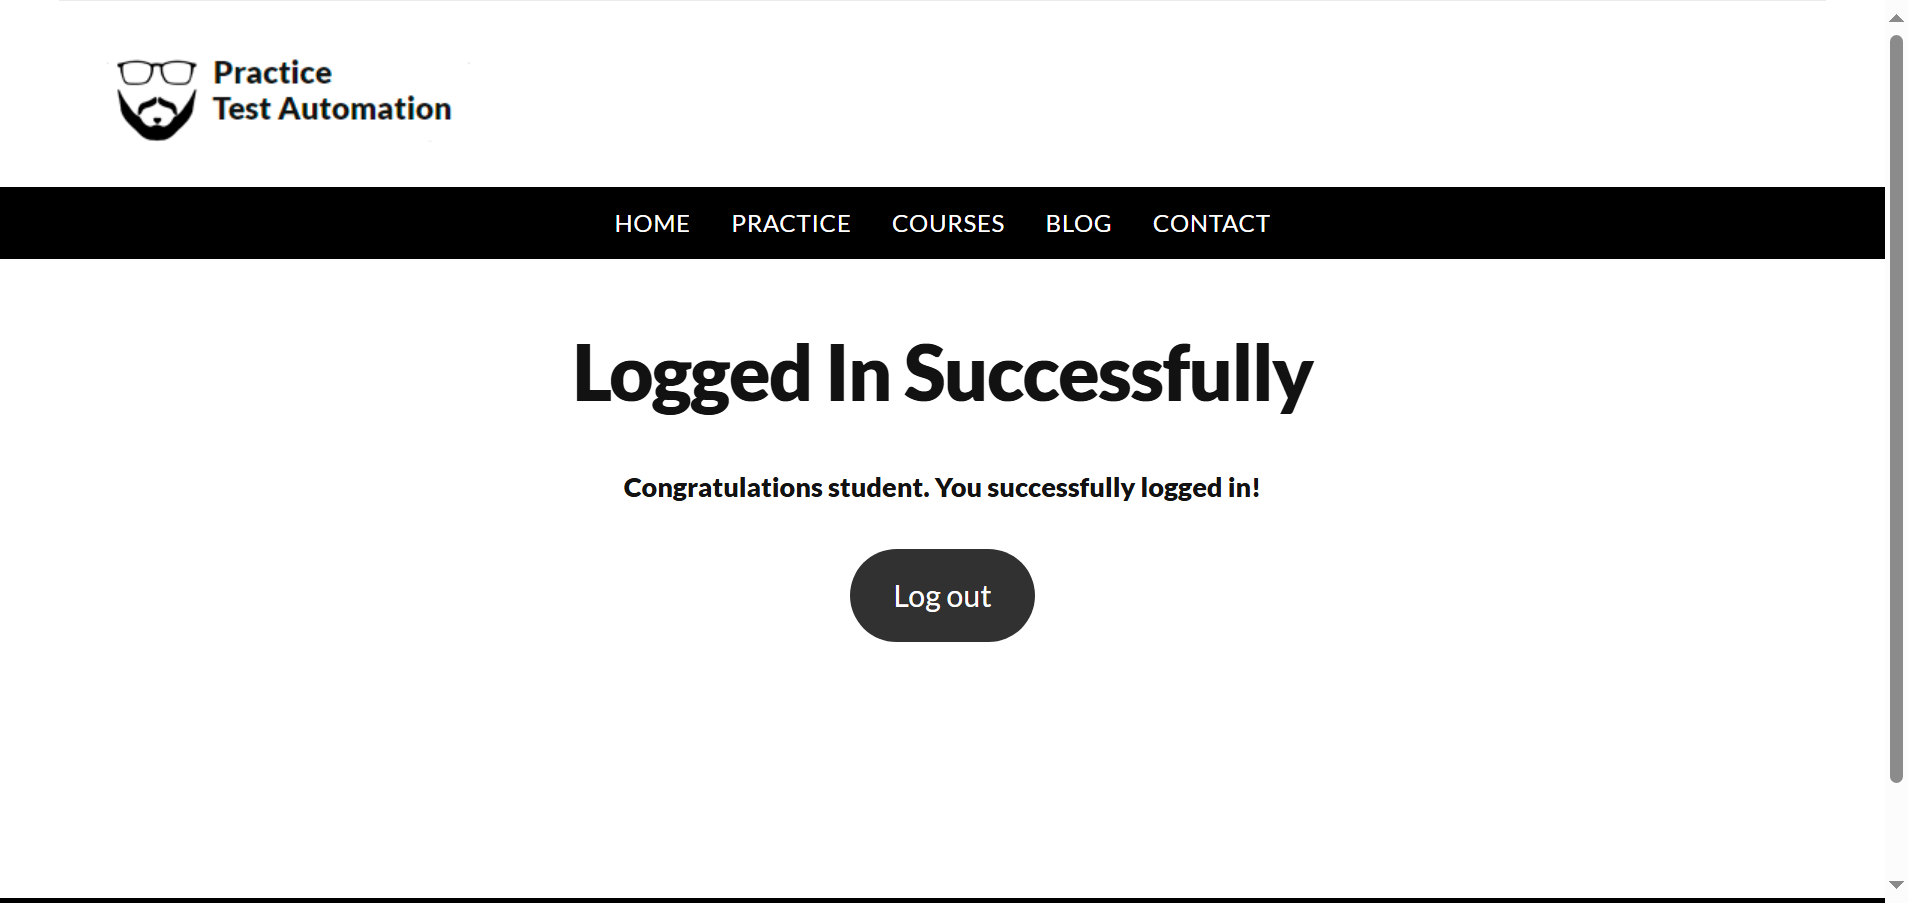 Practice
Test Automation
HOME PRACTICE COURSES BLOG CONTACT
Logged In Successfully
Congratulations student. You successfully logged in!
Log out